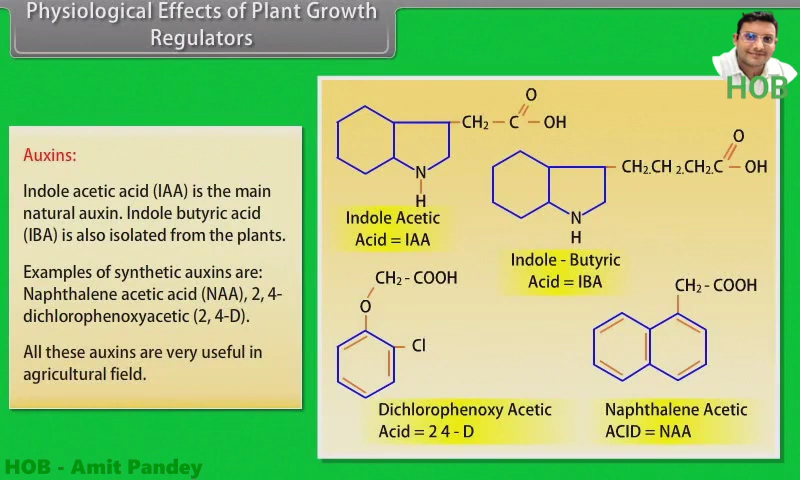 Physiological Effects of Plant Growth
Regulators
HOB
Auxins:
Indole acetic acid (IAA) is the main
natural auxin. Indole butyric acid
(IBA) is also isolated from the plants.
Examples of synthetic auxins are:
Naphthalene acetic acid (NAA), 2, 4-
dichlorophenoxyacetic (2, 4-D).
All these auxins are very useful in
agricultural field.
O
CH₂ – C – OH
N
H
Indole Acetic
Acid = IAA
O
CH₂.CH ₂.CH₂.C – OH
N
H
Indole - Butyric
Acid = IBA
CH₂ - COOH
O
Cl
Dichlorophenoxy Acetic
Acid = 2 4 - D
CH₂ - COOH
Naphthalene Acetic
ACID = NAA
HOB - Amit Pandey